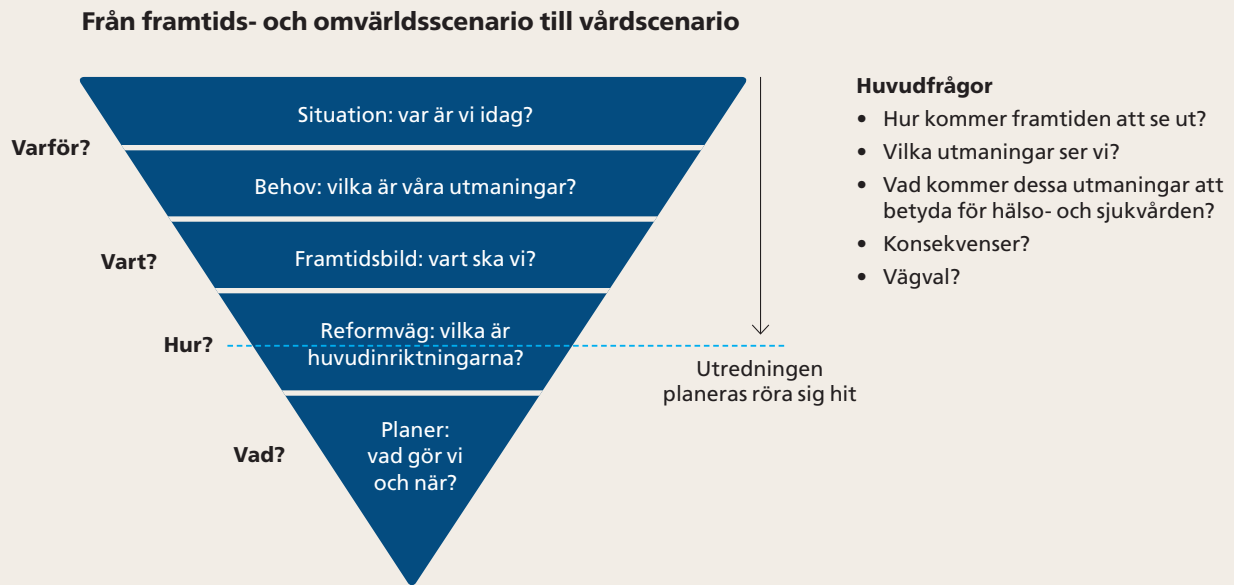 Från framtids- och omvärldsscenario till vårdscenario
Situation: var är vi idag?
Varför?
Behov: vilka är våra utmaningar?
Vart?
Framtidsbild: vart ska vi?
Hur?
Reformväg: vilka är
huvudinriktningarna?
Vad?
Planer:
vad gör vi
och när?
Utredningen
planeras röra sig hit
Huvudfrågor
• Hur kommer framtiden att se ut?
• Vilka utmaningar ser vi?
• Vad kommer dessa utmaningar att
betyda för hälso- och sjukvården?
• Konsekvenser?
• Vägval?